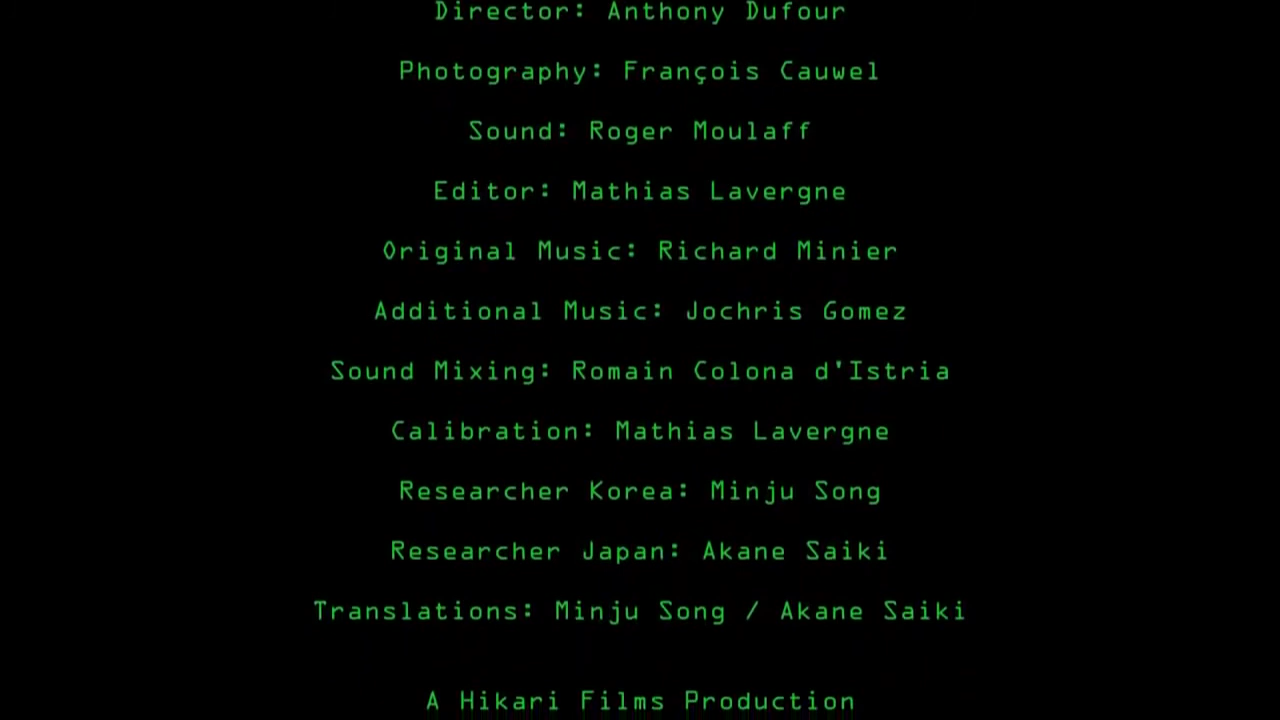 Director: Anthony Dufour
Photography: François Cauwel
Sound: Roger Moulaff
Editor: Mathias Lavergne
Original Music: Richard Minier
Additional Music: Jochris Gomez
Sound Mixing: Romain Colona d'Istria
Calibration: Mathias Lavergne
Researcher Korea: Minju Song
Researcher Japan: Akane Saiki
Translations: Minju Song / Akane Saiki
A Hikari Films Production